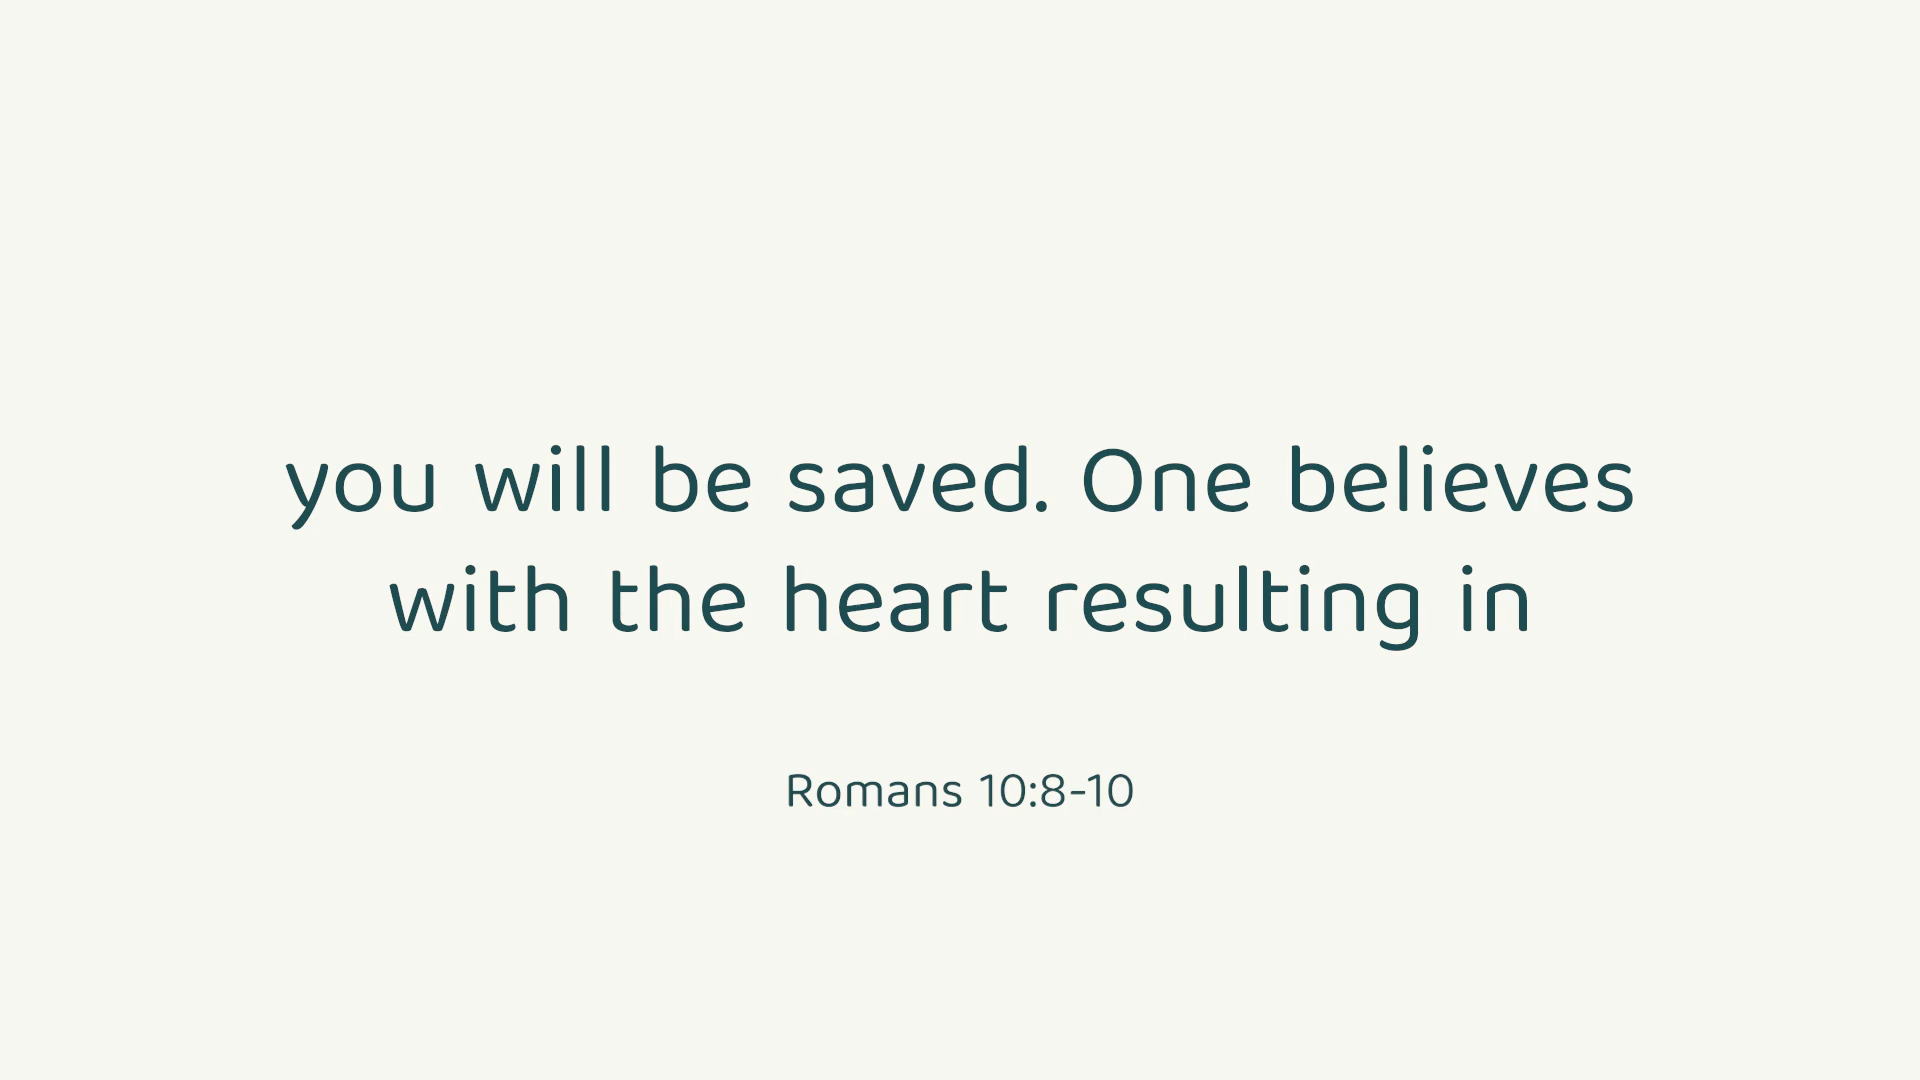 you will be saved. One believes
with the heart resulting in
Romans 10:8-10